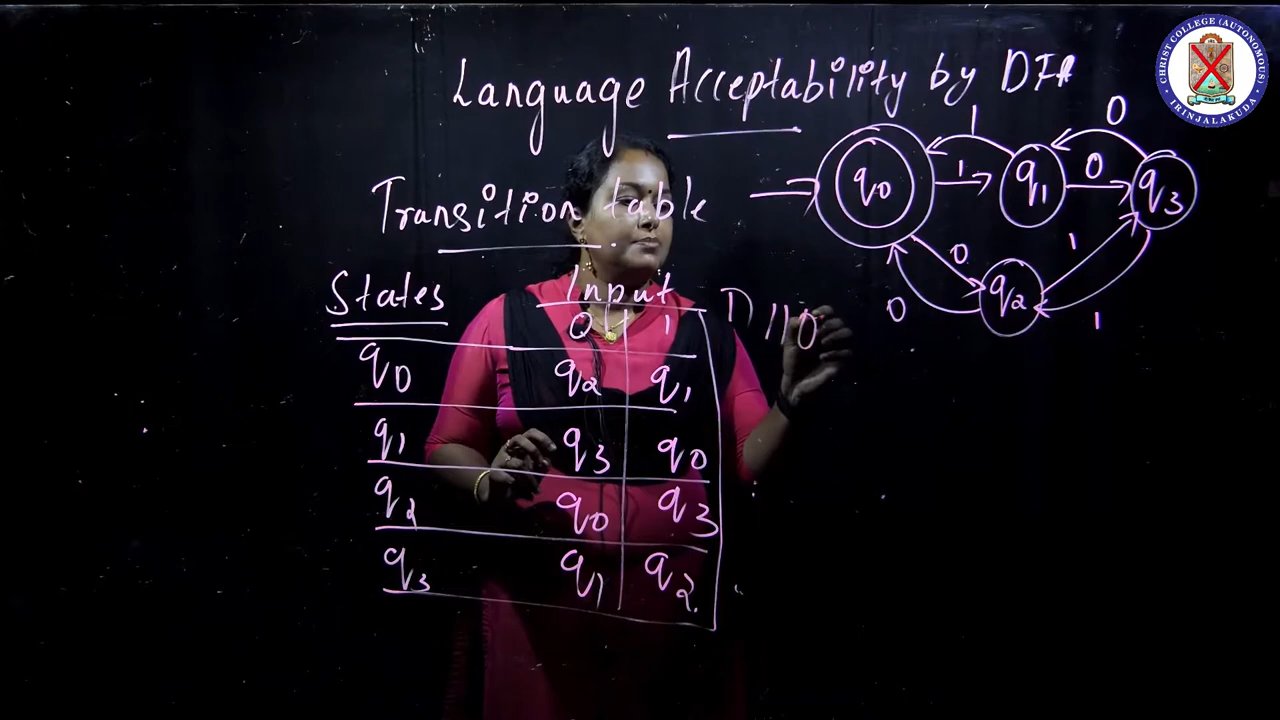 Language Acceptability by DFA
CHRIST COLLEGE (AUTONOMOUS)
IRINJALAKUDA
Transition table
q0 1 1 q1 0 0 q3
0 0 q2 1 1
States Input
0 1
q0 q2 q1
q1 q3 q0
q2 q0 q3
q3 q1 q2
110